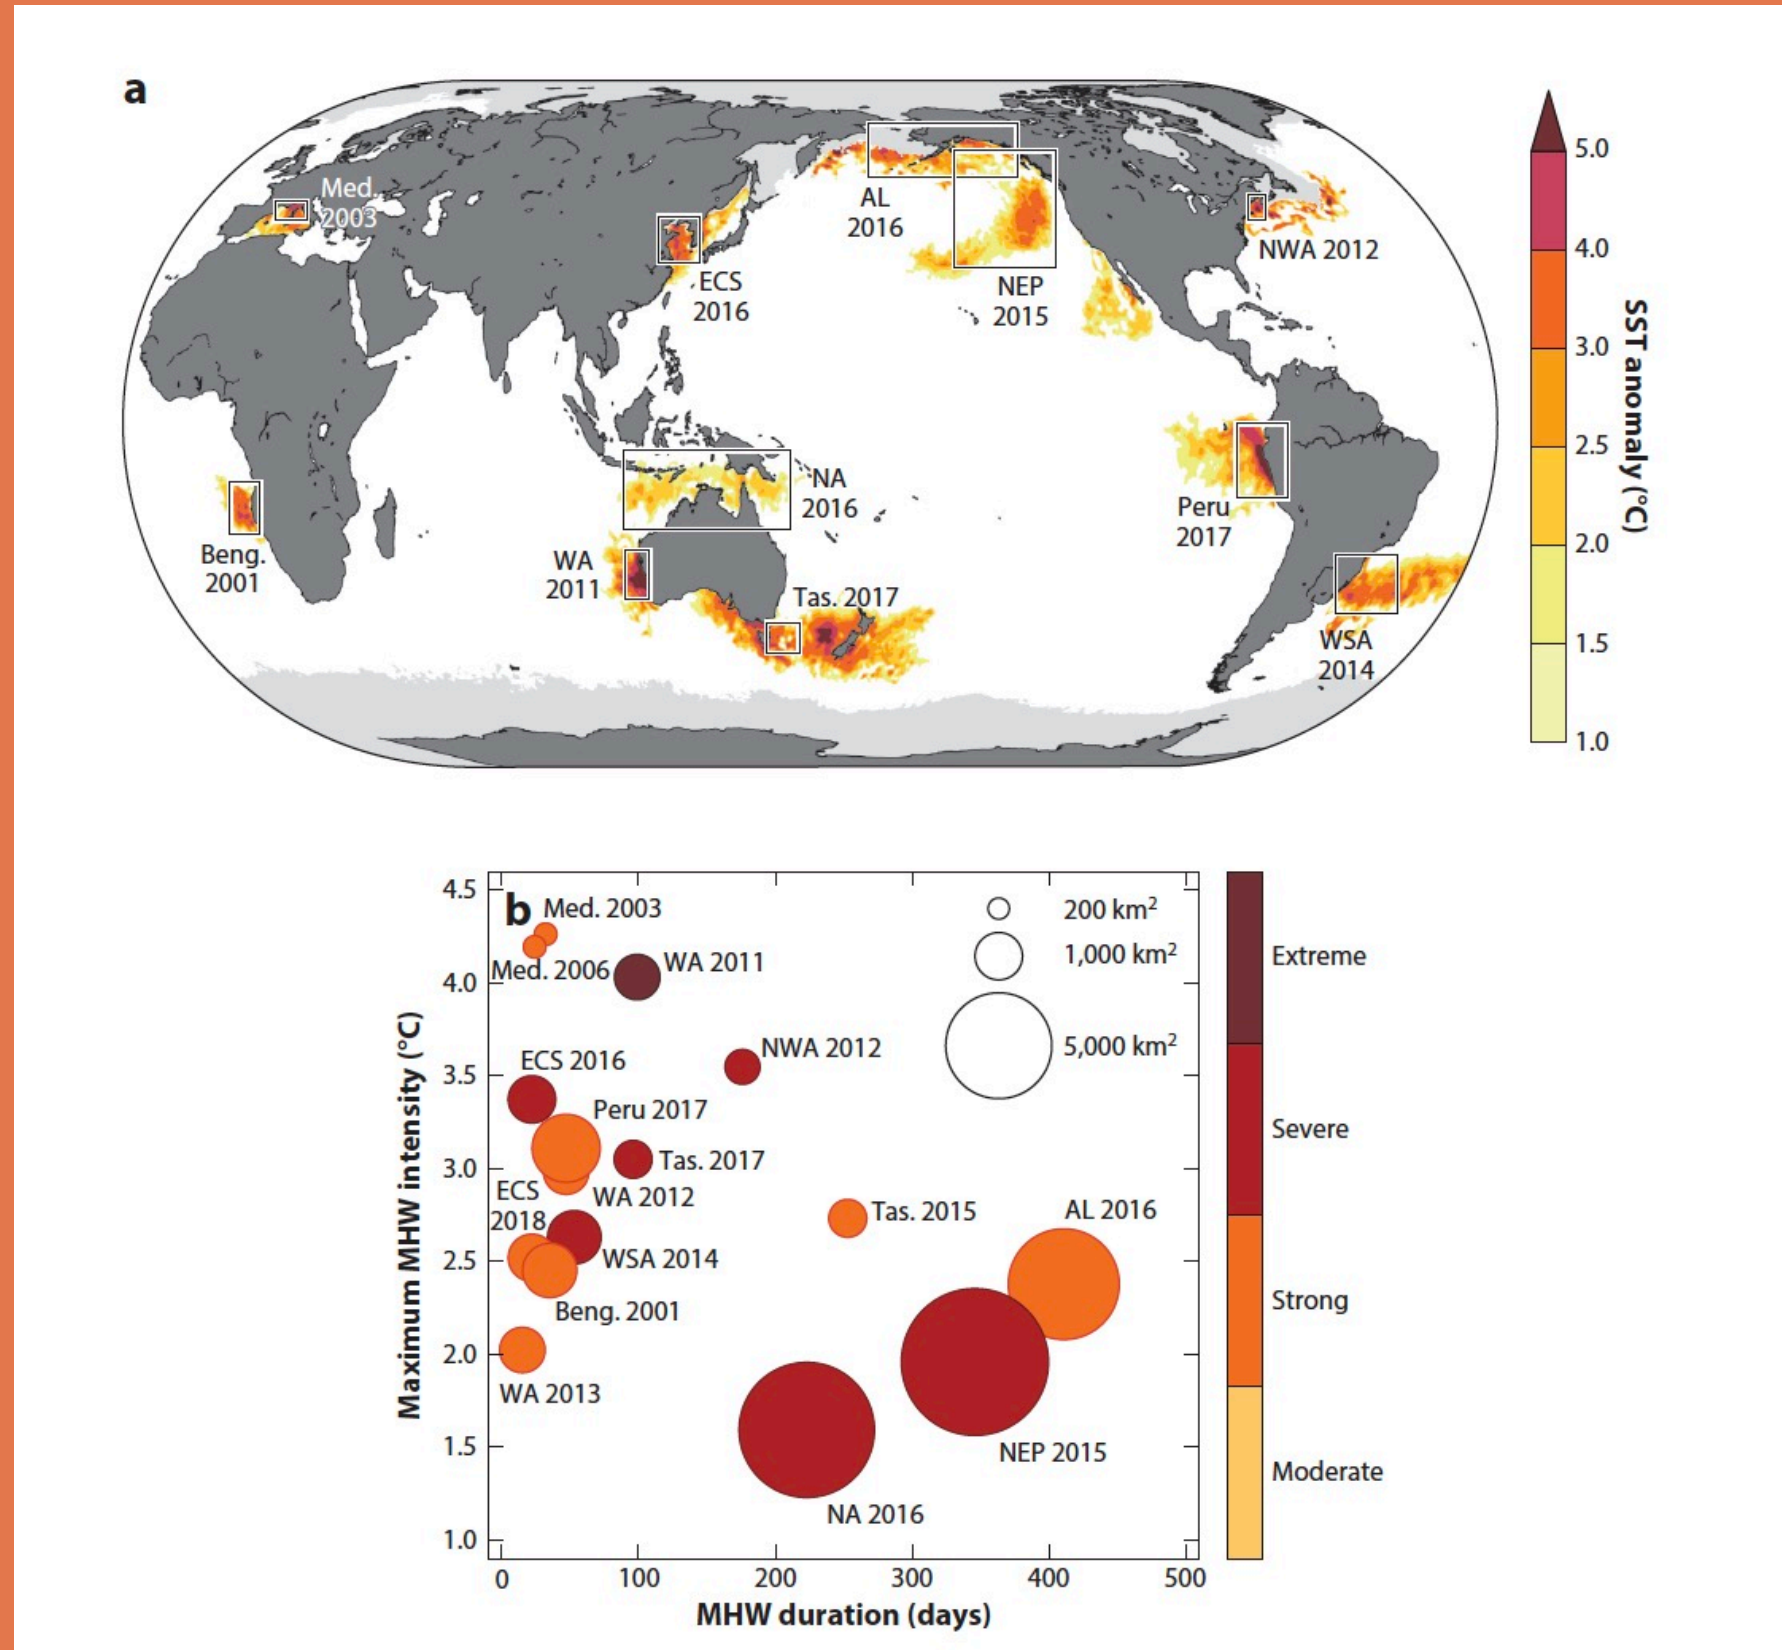 a
Med.
2003
AL
2016
ECS
2016
NEP
2015
NWA 2012
NA
2016
Peru
2017
Beng.
2001
WA
2011
Tas. 2017
WSA
2014
5.0
4.0
3.0
2.5
2.0
1.5
1.0
SST anomaly (°C)
b
Med. 2003
Med. 2006
WA 2011
ECS 2016
NWA 2012
Peru 2017
Tas. 2017
ECS
2018
WA 2012
Tas. 2015
AL 2016
WSA 2014
Beng. 2001
WA 2013
NEP 2015
NA 2016
200 km²
1,000 km²
5,000 km²
4.5
4.0
3.5
3.0
2.5
2.0
1.5
1.0
Maximum MHW intensity (°C)
0 100 200 300 400 500
MHW duration (days)
Extreme
Severe
Strong
Moderate